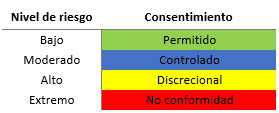 Nivel de riesgo Consentimiento
Bajo Permitido
Moderado Controlado
Alto Discrecional
Extremo No conformidad